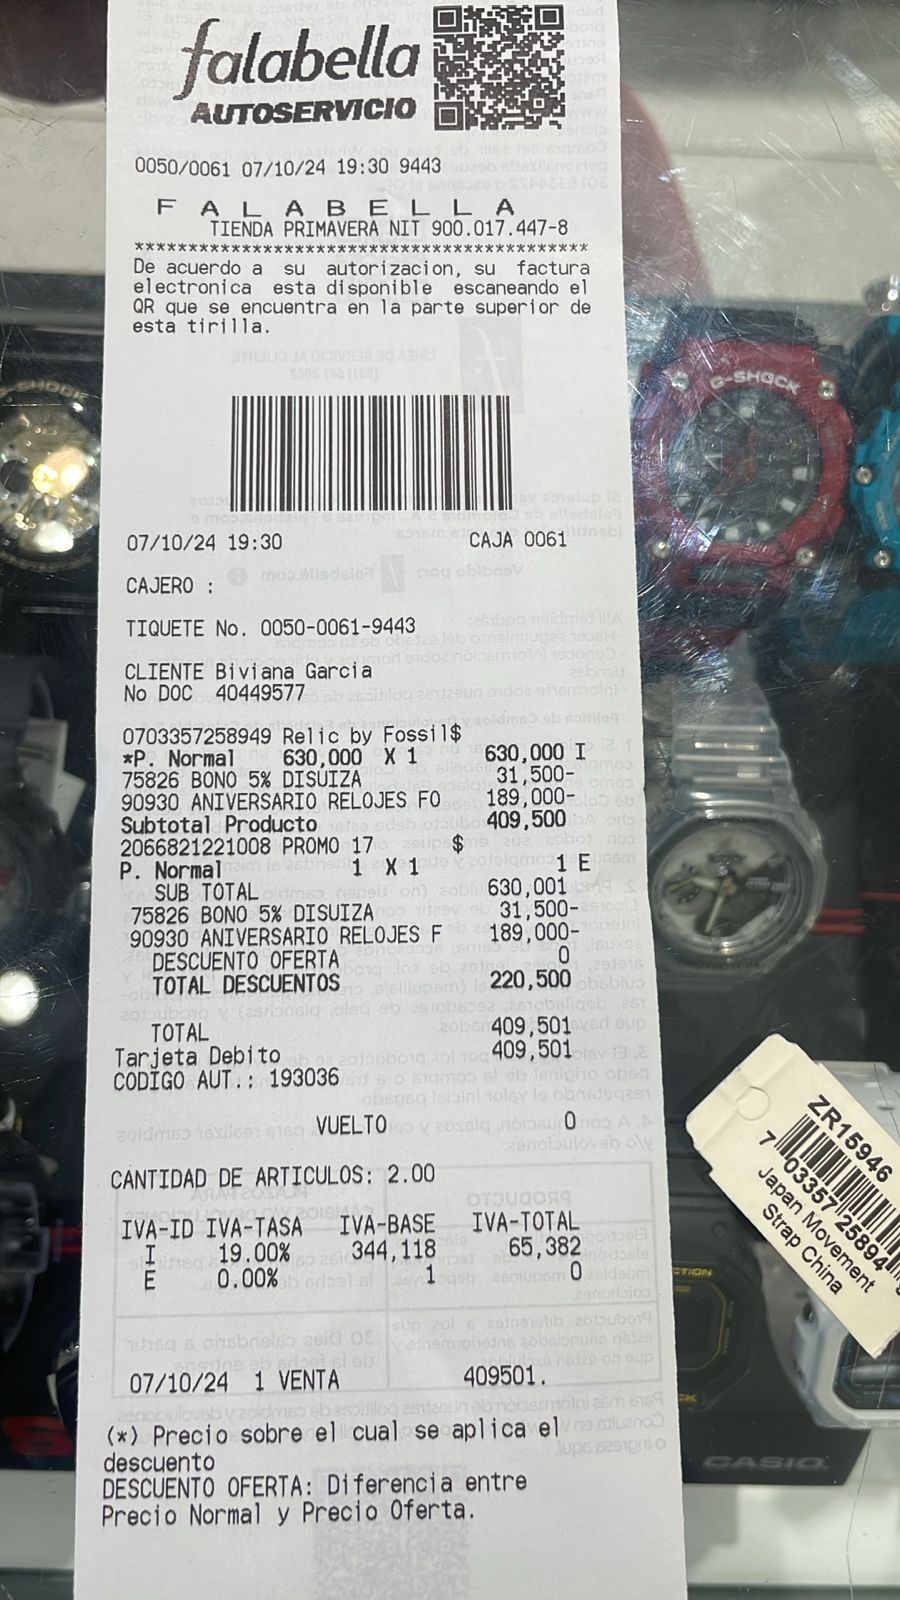 falabella
AUTOSERVICIO
0050/0061 07/10/24 19:30 9443
F A L A B E L L A
TIENDA PRIMAVERA NIT 900.017.447-8
******************************************
De acuerdo a su autorizacion, su factura
electronica esta disponible escaneando el
QR que se encuentra en la parte superior de
esta tirilla.
07/10/24 19:30 CAJA 0061
CAJERO :
TIQUETE No. 0050-0061-9443
CLIENTE Biviana Garcia
No DOC 40449577
0703357258949 Relic by Fossil$
*P. Normal 630,000 X 1 630,000 I
75826 BONO 5% DISUIZA 31,500-
90930 ANIVERSARIO RELOJES FO 189,000-
Subtotal Producto 409,500
2066821221008 PROMO 17 $
P. Normal 1 X 1 1 E
SUB TOTAL 630,001
75826 BONO 5% DISUIZA 31,500-
90930 ANIVERSARIO RELOJES F 189,000-
DESCUENTO OFERTA 0
TOTAL DESCUENTOS 220,500
TOTAL 409,501
Tarjeta Debito 409,501
CODIGO AUT.: 193036
VUELTO 0
CANTIDAD DE ARTICULOS: 2.00
IVA-ID IVA-TASA IVA-BASE IVA-TOTAL
I 19.00% 344,118 65,382
E 0.00% 1 0
07/10/24 1 VENTA 409501.
(*) Precio sobre el cual se aplica el
descuento
DESCUENTO OFERTA: Diferencia entre
Precio Normal y Precio Oferta.
G-SHOCK
ZR15946
7 03357 25894
Japan Movement
Strap China
CASIO